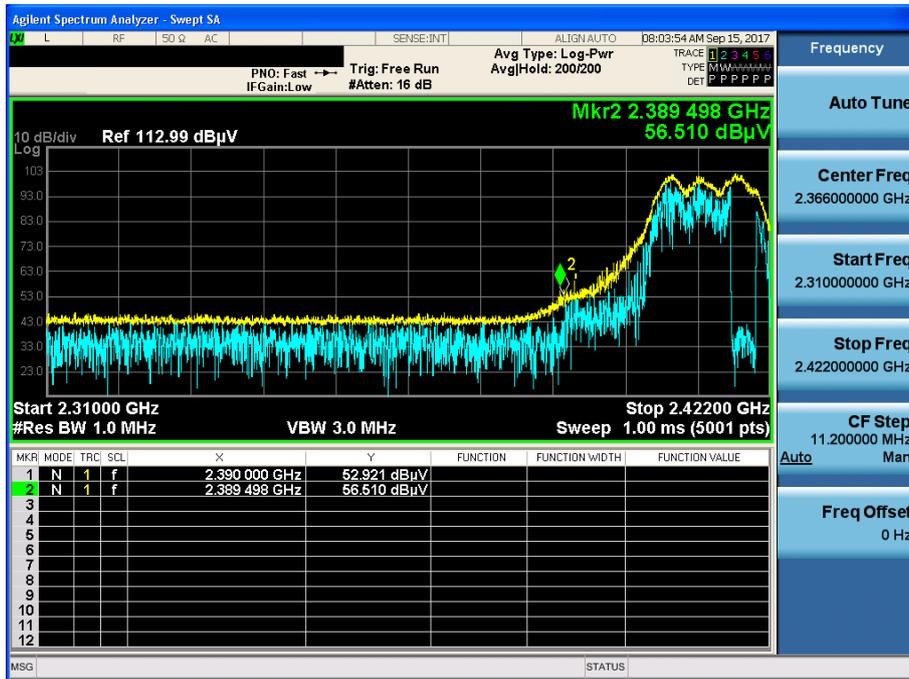 Agilent Spectrum Analyzer - Swept SA
LXI L RF 50 Ω AC SENSE:INT ALIGN AUTO 08:03:54 AM Sep 15, 2017
PNO: Fast Trig: Free Run Avg Type: Log-Pwr TRACE 1 2 3 4 5 6
IFGain:Low #Atten: 16 dB Avg|Hold: 200/200 TYPE M
DET P P P P P P
Frequency
Auto Tune
Center Freq
2.366000000 GHz
Start Freq
2.310000000 GHz
Stop Freq
2.422000000 GHz
CF Step
11.200000 MHz
Auto Man
Freq Offset
0 Hz
Mkr2 2.389 498 GHz
56.510 dBµV
10 dB/div Ref 112.99 dBµV
Log
103
93.0
83.0
73.0
63.0
53.0
43.0
33.0
23.0
2
Start 2.31000 GHz Stop 2.42200 GHz
#Res BW 1.0 MHz VBW 3.0 MHz Sweep 1.00 ms (5001 pts)
MKR MODE TRC SCL X Y FUNCTION FUNCTION WIDTH FUNCTION VALUE
1 N 1 f 2.390 000 GHz 52.921 dBµV
2 N 1 f 2.389 498 GHz 56.510 dBµV
3
4
5
6
7
8
9
10
11
12
MSG STATUS